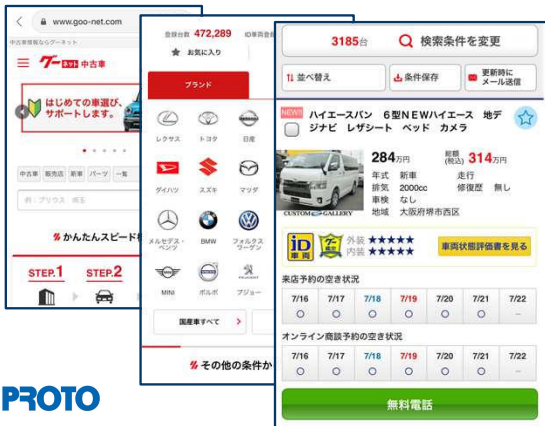 www.goo-net.com
中古車情報ならグーネット
グーネット 中古車
はじめての車選び、
サポートします。
中古車 販売店 新車 パーツ 一覧
例：プリウス 埼玉
かんたんスピード
STEP.1 STEP.2
登録台数 472,289 ID車両登録
お気に入り
ブランド
レクサス トヨタ 日産
ダイハツ スズキ マツダ
メルセデス・ベンツ BMW フォルクスワーゲン
MINI ボルボ プジョー
国産車すべて
その他の条件か
3185台 検索条件を変更
並べ替え 条件保存 更新時にメール送信
NEW!! ハイエースバン 6型NEWハイエース 地デ
ジナビ レザシート ベッド カメラ
284万円 総額(税込) 314万円
年式 新車 走行
排気 2000cc 修復歴 無し
車検 なし
地域 大阪府堺市西区
CUSTOM GALLERY
iD車両 グー鑑定 外装 ★★★★★
内装 ★★★★★
車両状態評価書を見る
来店予約の空き状況
7/16 7/17 7/18 7/19 7/20 7/21 7/22
○ ○ ○ ○ ○ ○ −
オンライン商談予約の空き状況
7/16 7/17 7/18 7/19 7/20 7/21 7/22
○ ○ ○ ○ ○ ○ −
無料電話
PROTO